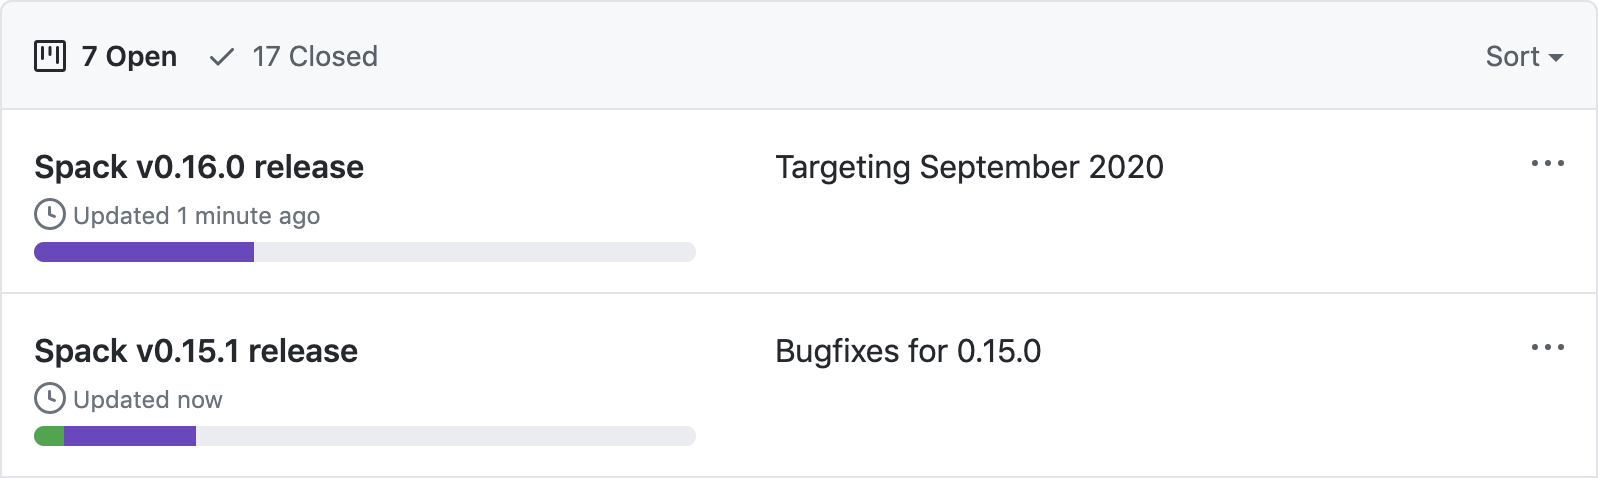 7 Open 17 Closed Sort
Spack v0.16.0 release Targeting September 2020
Updated 1 minute ago
Spack v0.15.1 release Bugfixes for 0.15.0
Updated now